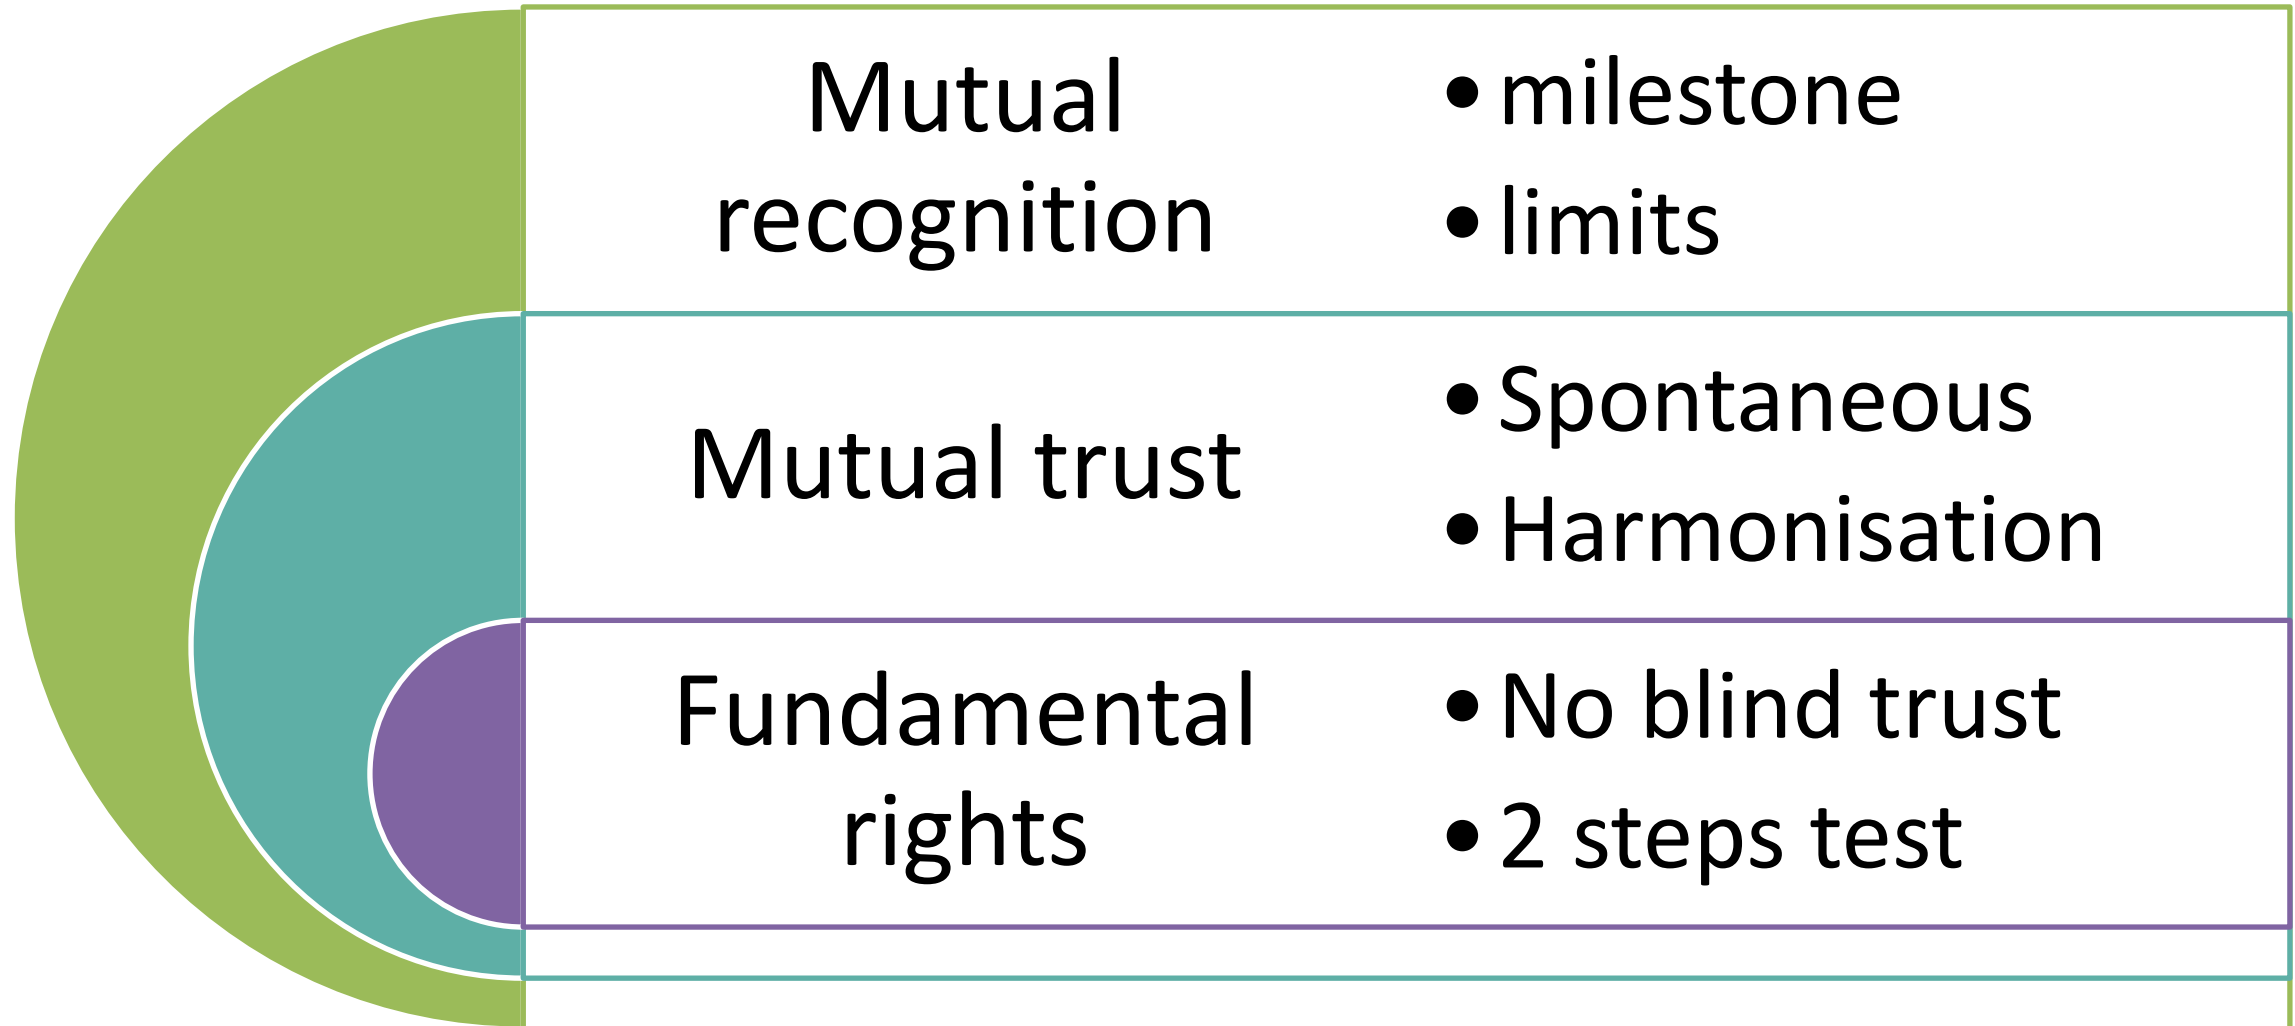 Mutual
recognition
• milestone
• limits
Mutual trust
• Spontaneous
• Harmonisation
Fundamental
rights
• No blind trust
• 2 steps test